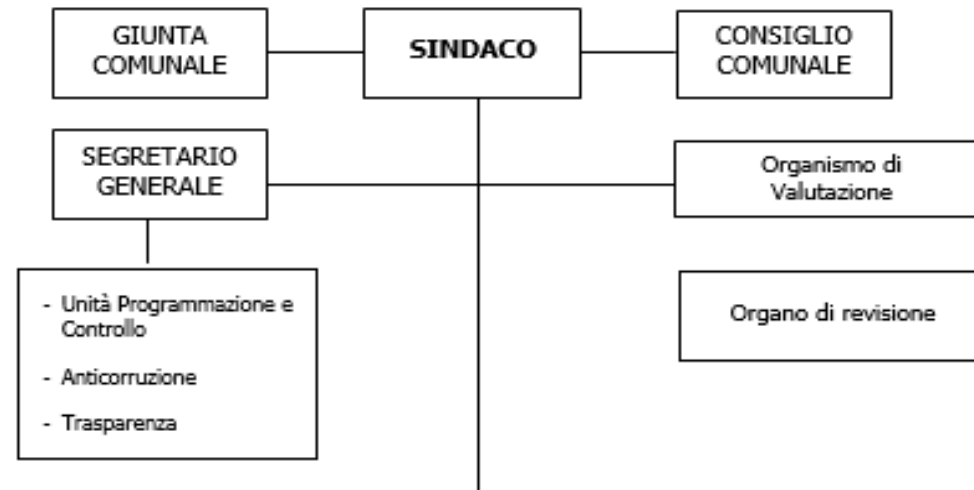 GIUNTA
COMUNALE
SINDACO
CONSIGLIO
COMUNALE
SEGRETARIO
GENERALE
Organismo di
Valutazione
- Unità Programmazione e
Controllo
- Anticorruzione
- Trasparenza
Organo di revisione